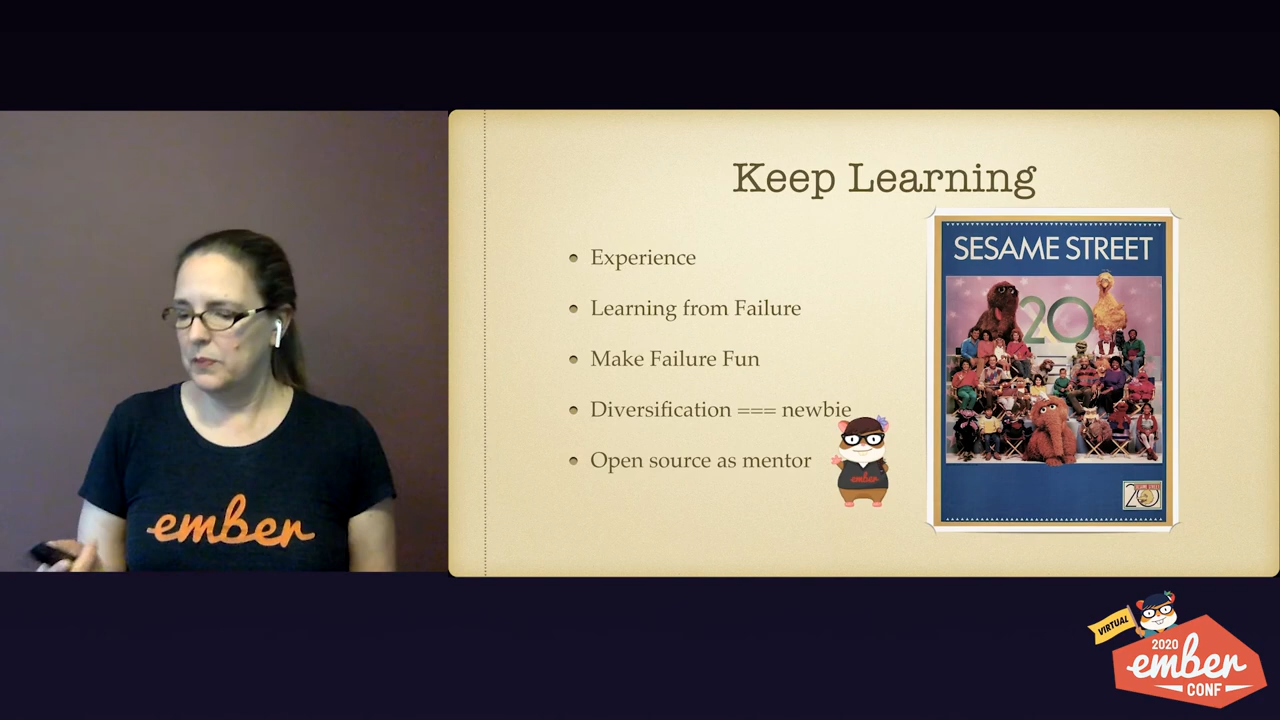 Keep Learning
SESAME STREET
20
Experience
Learning from Failure
Make Failure Fun
Diversification === newbie
Open source as mentor
ember
20
ember
VIRTUAL
2020
ember
CONF